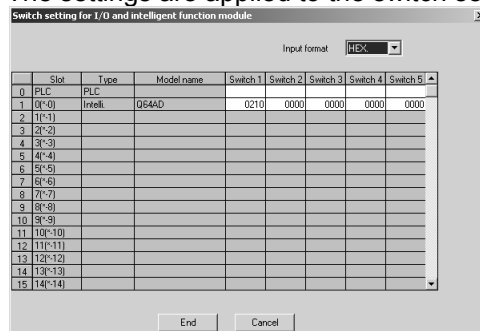 The settings are applied to the switch se
Switch setting for I/O and intelligent function module
Input format HEX.
Slot Type Model name Switch 1 Switch 2 Switch 3 Switch 4 Switch 5
0 PLC PLC
1 0(*-0) Intelli. Q64AD 0210 0000 0000 0000 0000
2 1(*-1)
3 2(*-2)
4 3(*-3)
5 4(*-4)
6 5(*-5)
7 6(*-6)
8 7(*-7)
9 8(*-8)
10 9(*-9)
11 10(*-10)
12 11(*-11)
13 12(*-12)
14 13(*-13)
15 14(*-14)
End Cancel